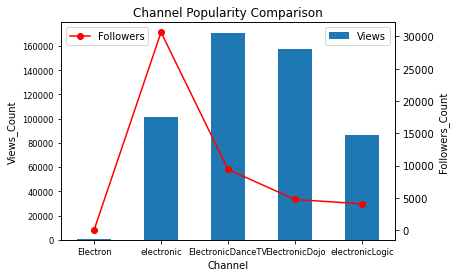 Channel Popularity Comparison
Followers
Views
160000
140000
120000
100000
80000
60000
40000
20000
0
Views_Count
30000
25000
20000
15000
10000
5000
0
Followers_Count
Electron electronic ElectronicDanceTV ElectronicDojo electronicLogic
Channel